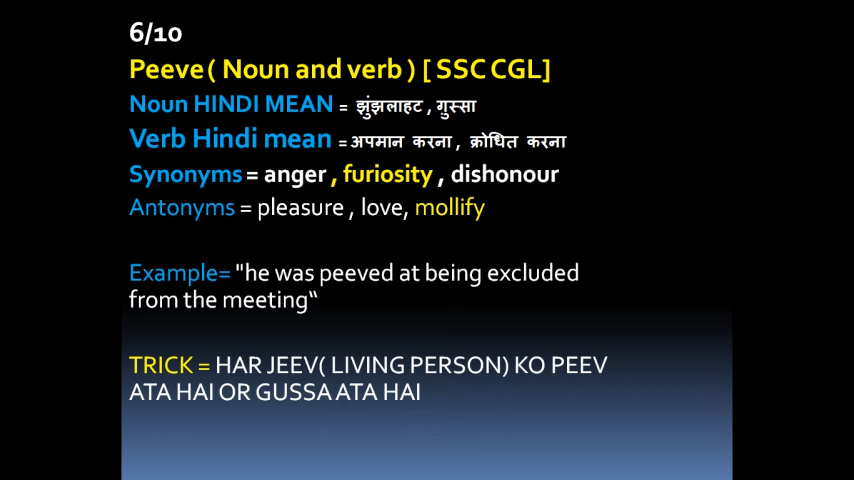 6/10
Peeve ( Noun and verb ) [ SSC CGL]
Noun HINDI MEAN = झुंझलाहट , गुस्सा
Verb Hindi mean = अपमान करना , क्रोधित करना
Synonyms = anger , furiosity , dishonour
Antonyms = pleasure , love, mollify
Example= "he was peeved at being excluded
from the meeting“
TRICK = HAR JEEV( LIVING PERSON) KO PEEV
ATA HAI OR GUSSA ATA HAI